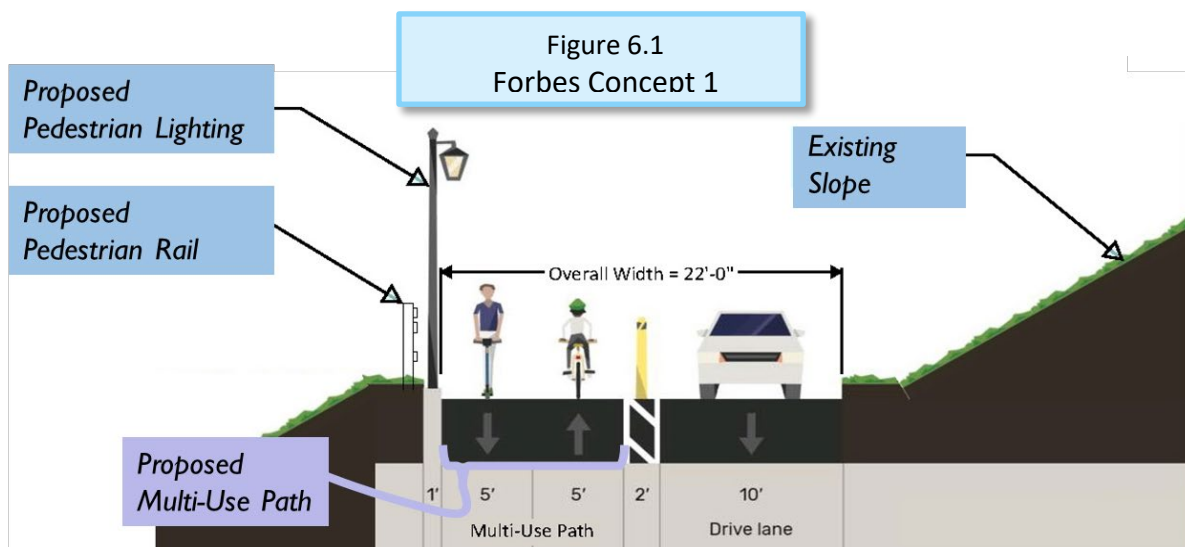 Figure 6.1
Forbes Concept 1
Proposed
Pedestrian Lighting
Existing
Slope
Proposed
Pedestrian Rail
Overall Width = 22'-0"
Proposed
Multi-Use Path
1' 5' 5' 2' 10'
Multi-Use Path Drive lane